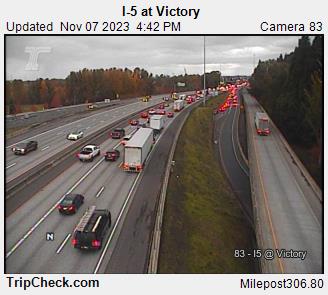 I-5 at Victory
Updated Nov 07 2023 4:42 PM Camera 83
N
83 - I5 @ Victory
TripCheck.com Milepost306.80